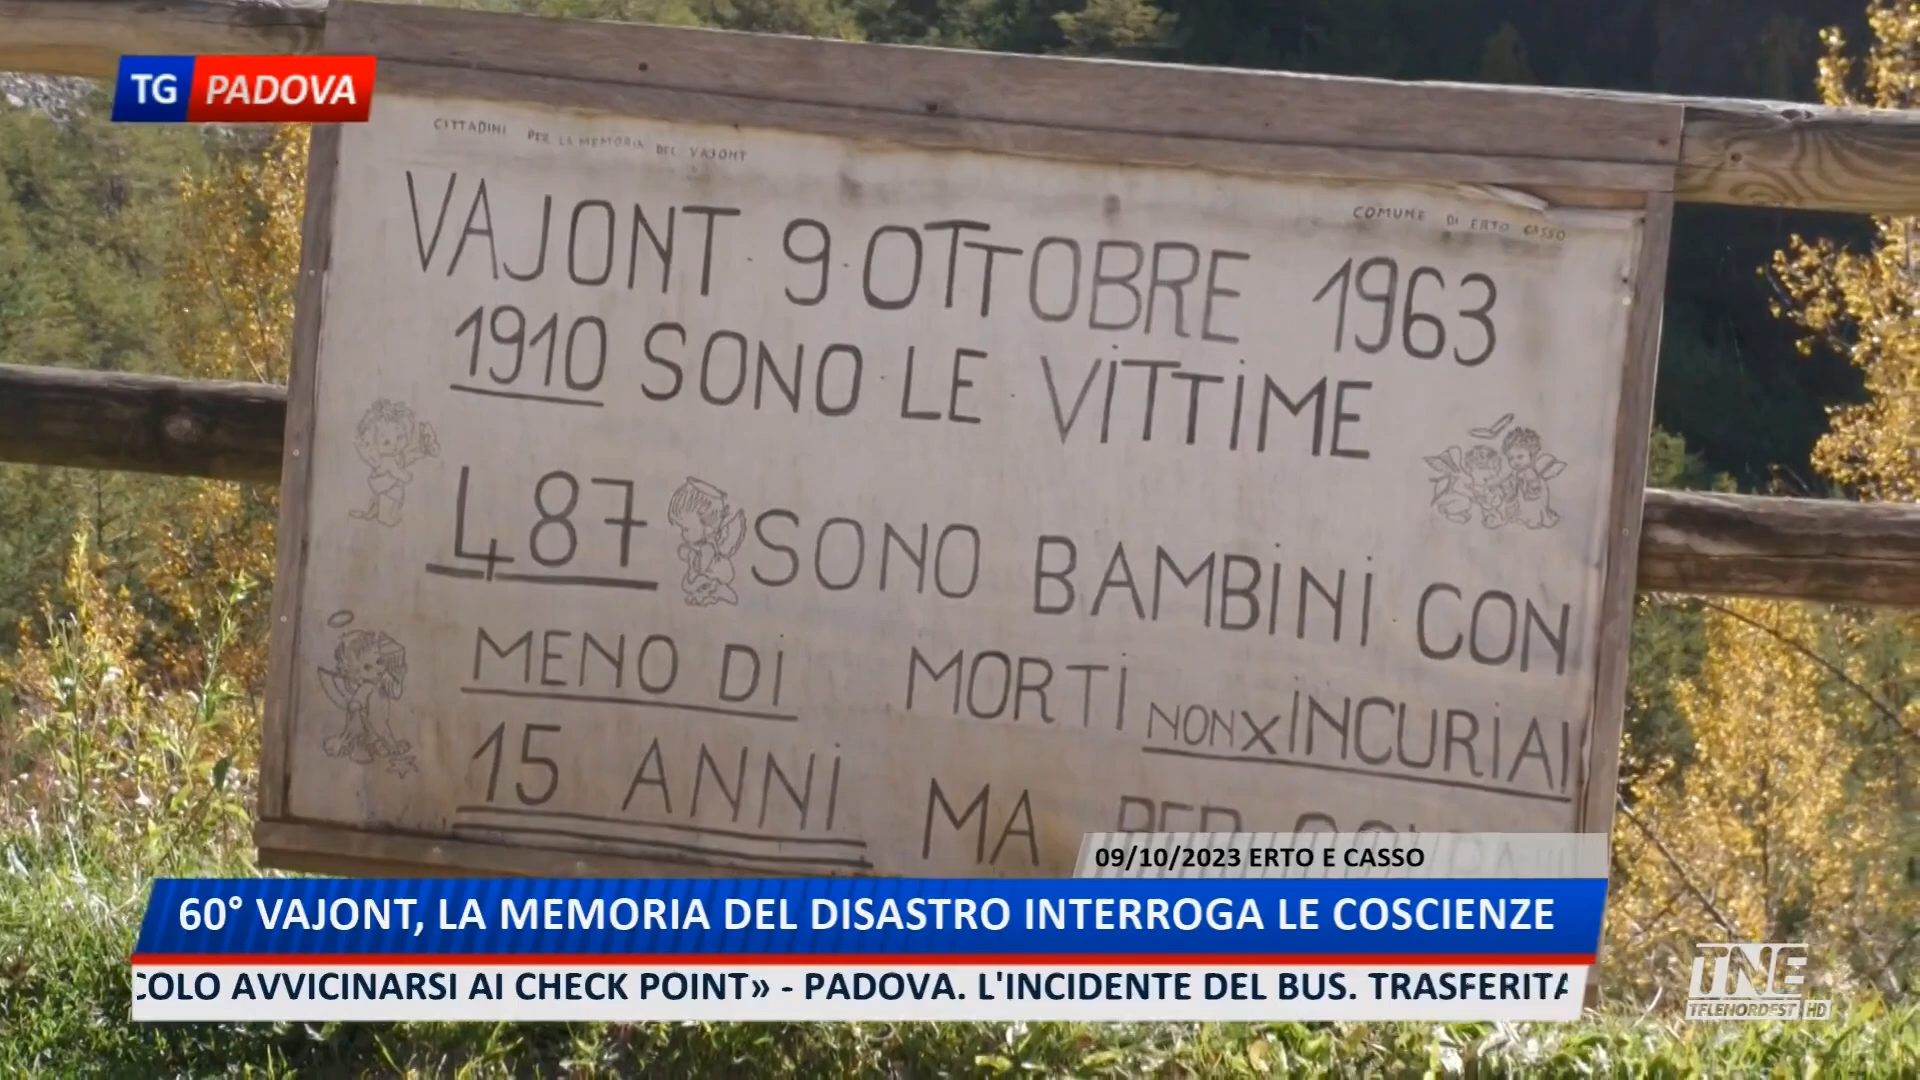 TG PADOVA
CITTADINI PER LA MEMORIA DEL VAJONT
COMUNE DI ERTO CASSO
VAJONT 9 OTTOBRE 1963
1910 SONO LE VITTIME
487 SONO BAMBINI CON
MENO DI MORTI NON X INCURIA!
15 ANNI MA PER
09/10/2023 ERTO E CASSO
60° VAJONT, LA MEMORIA DEL DISASTRO INTERROGA LE COSCIENZE
COLO AVVICINARSI AI CHECK POINT» - PADOVA. L'INCIDENTE DEL BUS. TRASFERITA
TNE
TELENORDEST HD